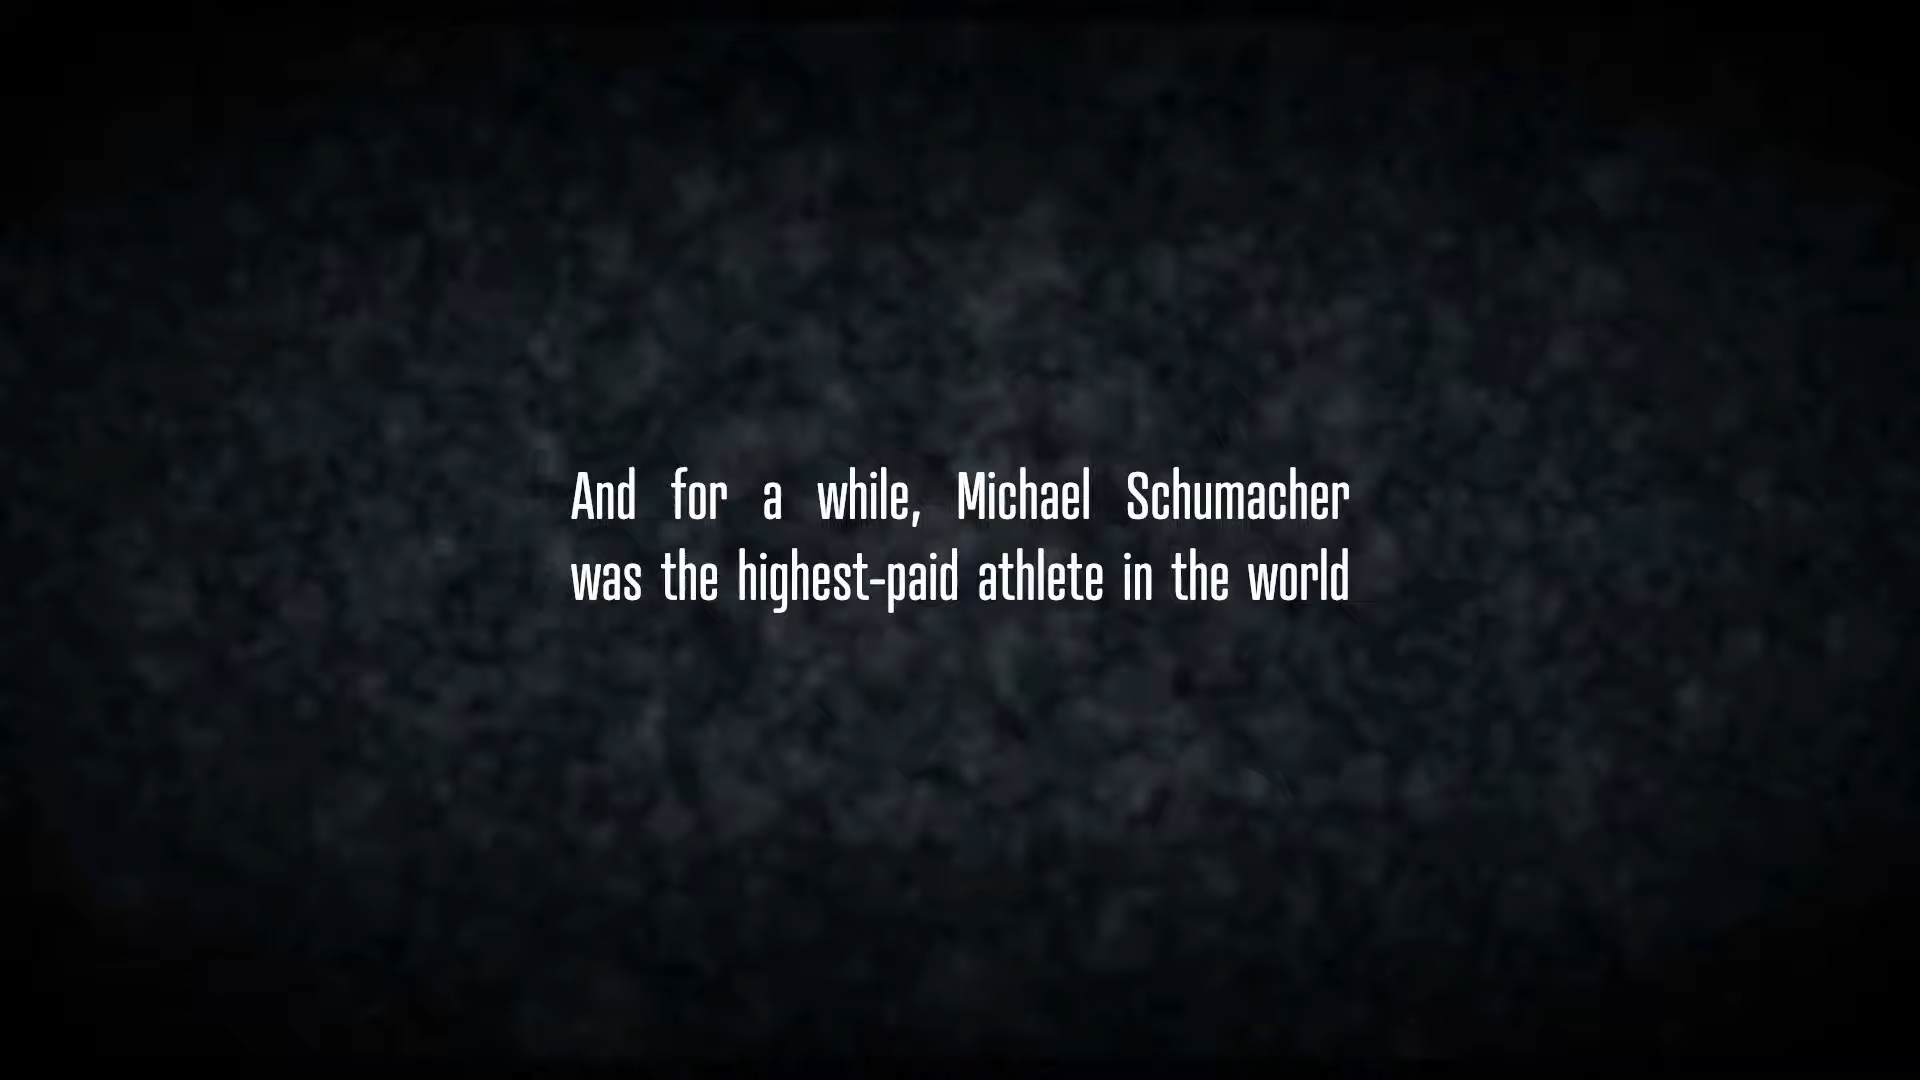 And for a while, Michael Schumacher
was the highest-paid athlete in the world